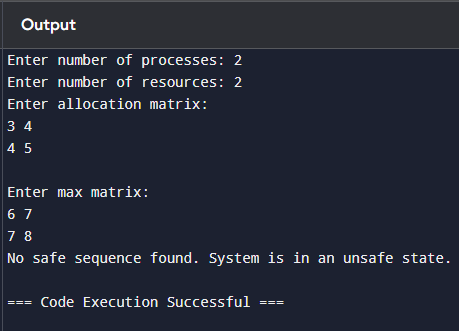 Output
Enter number of processes: 2
Enter number of resources: 2
Enter allocation matrix:
3 4
4 5
Enter max matrix:
6 7
7 8
No safe sequence found. System is in an unsafe state.
=== Code Execution Successful ===